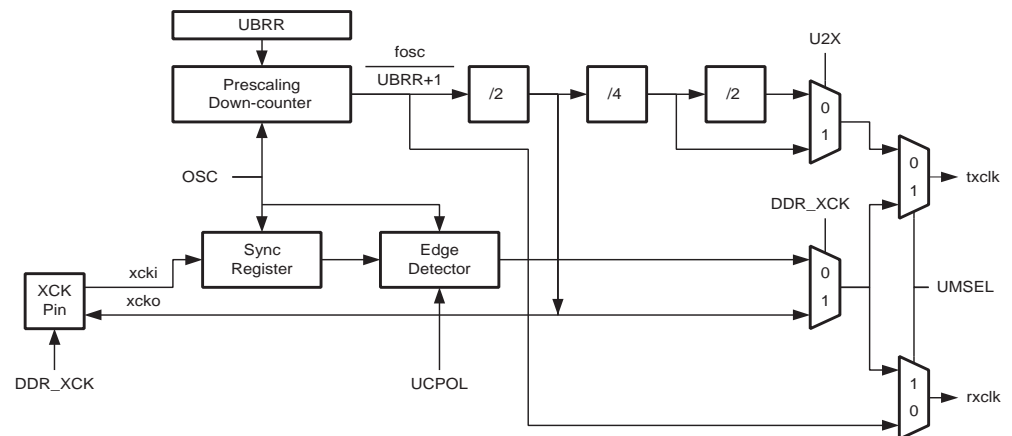 UBRR
Prescaling
Down-counter
fosc
UBRR+1
/2
/4
/2
U2X
0
1
OSC
0
1
txclk
DDR_XCK
Sync
Register
Edge
Detector
0
1
UMSEL
xcki
xcko
XCK
Pin
DDR_XCK
UCPOL
1
0
rxclk